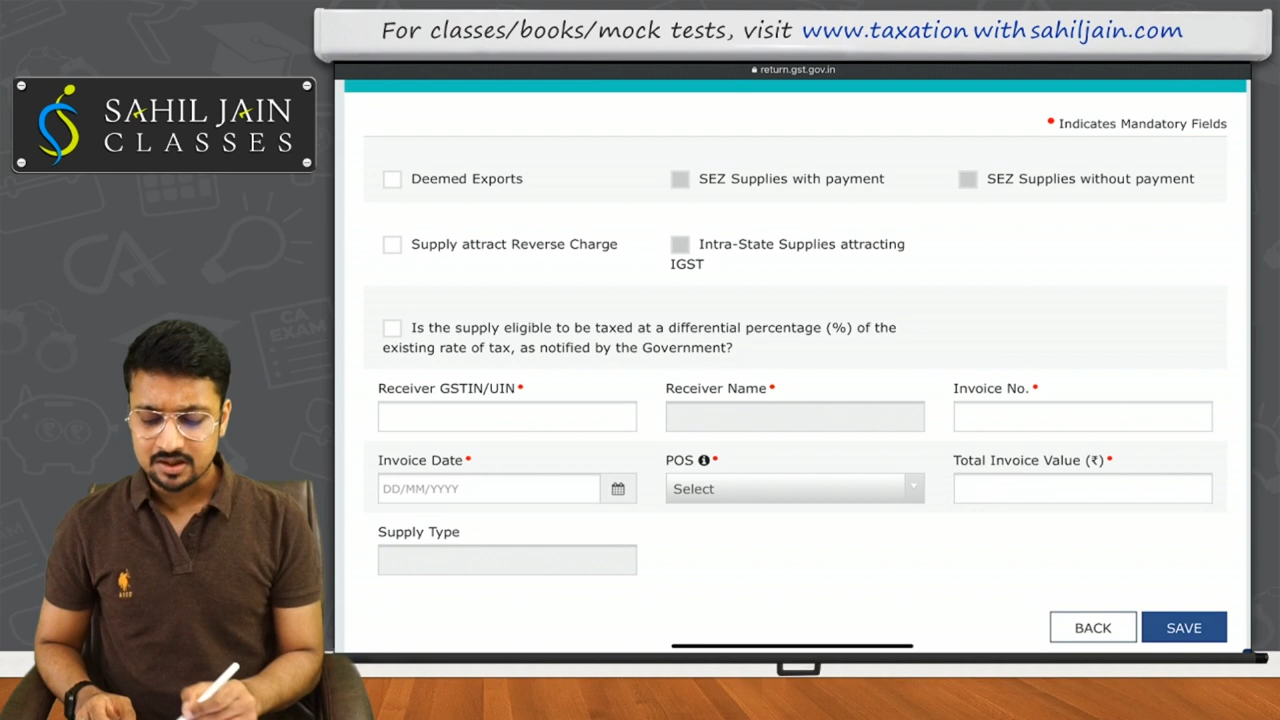 For classes/books/mock tests, visit www.taxationwithsahiljain.com
SAHIL JAIN
CLASSES
return.gst.gov.in
• Indicates Mandatory Fields
Deemed Exports
SEZ Supplies with payment
SEZ Supplies without payment
Supply attract Reverse Charge
Intra-State Supplies attracting
IGST
Is the supply eligible to be taxed at a differential percentage (%) of the
existing rate of tax, as notified by the Government?
Receiver GSTIN/UIN•
Receiver Name•
Invoice No.•
Invoice Date•
POS •
Total Invoice Value (₹)•
DD/MM/YYYY
Select
Supply Type
BACK
SAVE
CA
CA
EXAM